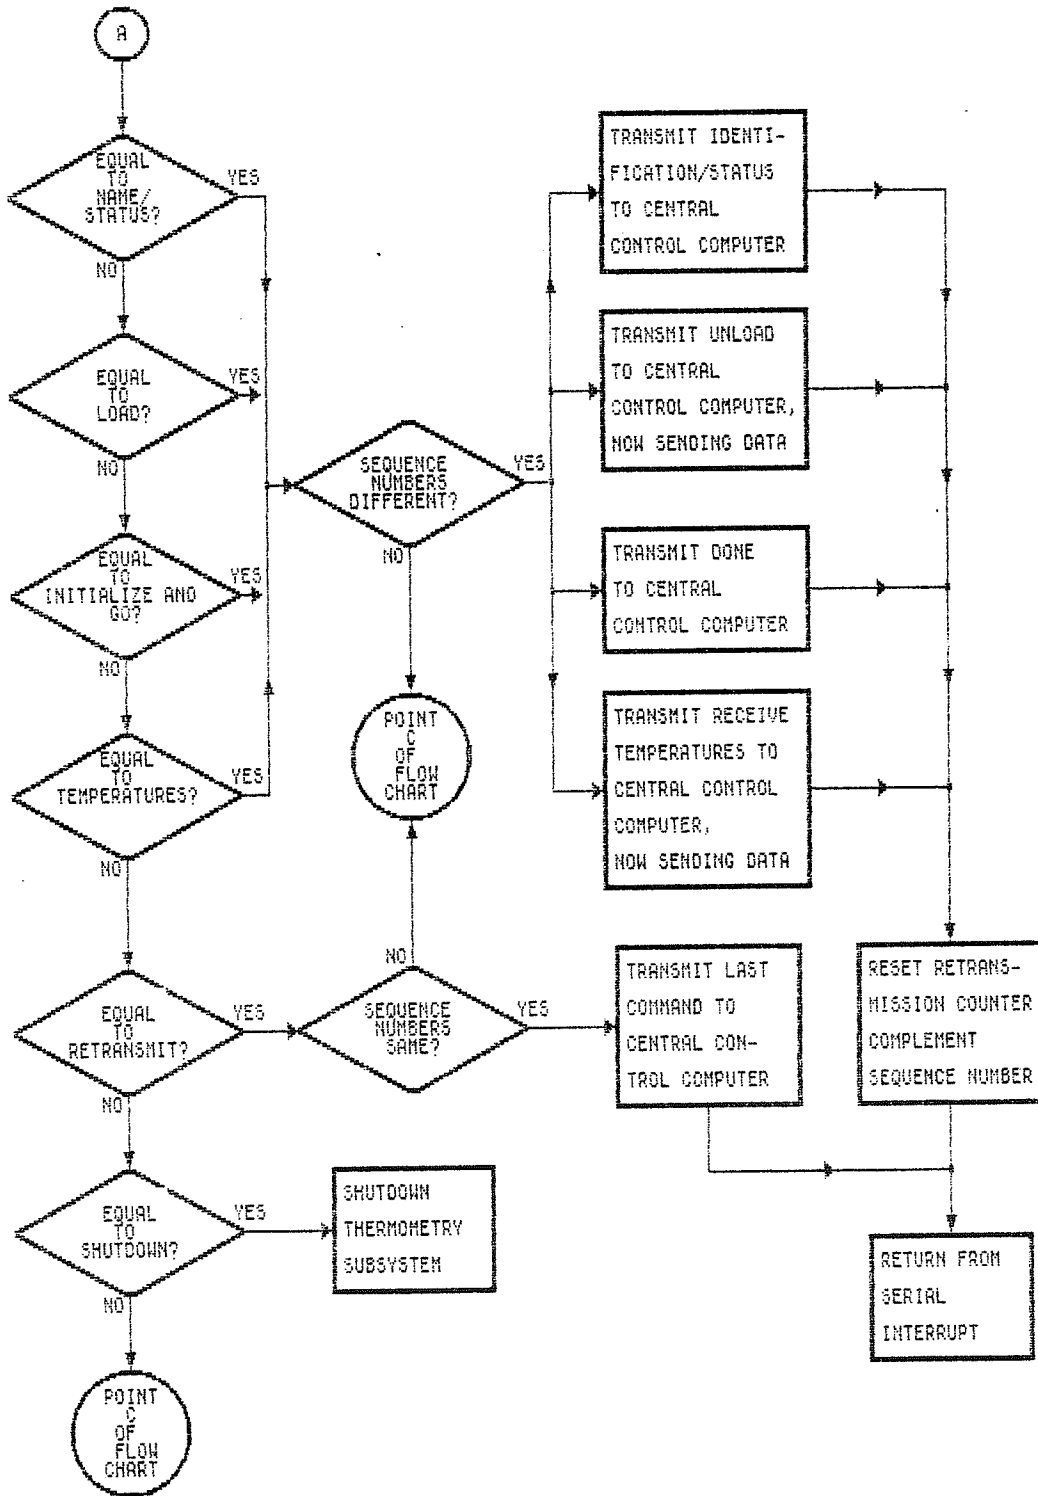 A
EQUAL
TO
NAME/
STATUS?
YES
NO
EQUAL
TO
LOAD?
YES
NO
EQUAL
TO
INITIALIZE AND
GO?
YES
NO
EQUAL
TO
TEMPERATURES?
YES
NO
SEQUENCE
NUMBERS
DIFFERENT?
YES
NO
POINT
C
OF
FLOW
CHART
TRANSMIT IDENTI-
FICATION/STATUS
TO CENTRAL
CONTROL COMPUTER
TRANSMIT UNLOAD
TO CENTRAL
CONTROL COMPUTER,
NOW SENDING DATA
TRANSMIT DONE
TO CENTRAL
CONTROL COMPUTER
TRANSMIT RECEIVE
TEMPERATURES TO
CENTRAL CONTROL
COMPUTER,
NOW SENDING DATA
EQUAL
TO
RETRANSMIT?
YES
NO
NO
SEQUENCE
NUMBERS
SAME?
YES
TRANSMIT LAST
COMMAND TO
CENTRAL CON-
TROL COMPUTER
RESET RETRANS-
MISSION COUNTER
COMPLEMENT
SEQUENCE NUMBER
EQUAL
TO
SHUTDOWN?
YES
NO
SHUTDOWN
THERMOMETRY
SUBSYSTEM
RETURN FROM
SERIAL
INTERRUPT
POINT
C
OF
FLOW
CHART